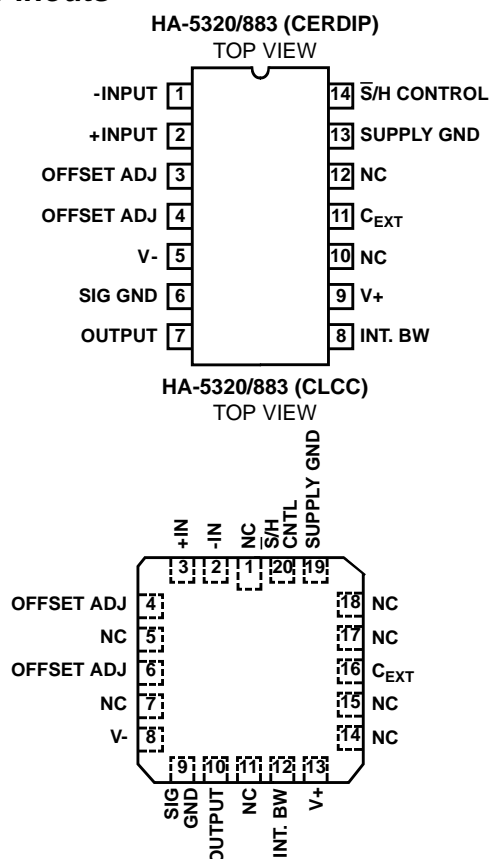 HA-5320/883 (CERDIP)
TOP VIEW
-INPUT 1
14 S̅/H CONTROL
+INPUT 2
13 SUPPLY GND
OFFSET ADJ 3
12 NC
OFFSET ADJ 4
11 CEXT
V- 5
10 NC
SIG GND 6
9 V+
OUTPUT 7
8 INT. BW
HA-5320/883 (CLCC)
TOP VIEW
+IN
-IN
NC
S̅/H
CNTL
SUPPLY GND
3 2 1 20 19
OFFSET ADJ 4
18 NC
NC 5
17 NC
OFFSET ADJ 6
16 CEXT
NC 7
15 NC
V- 8
14 NC
9 10 11 12 13
SIG
GND
OUTPUT
NC
INT. BW
V+